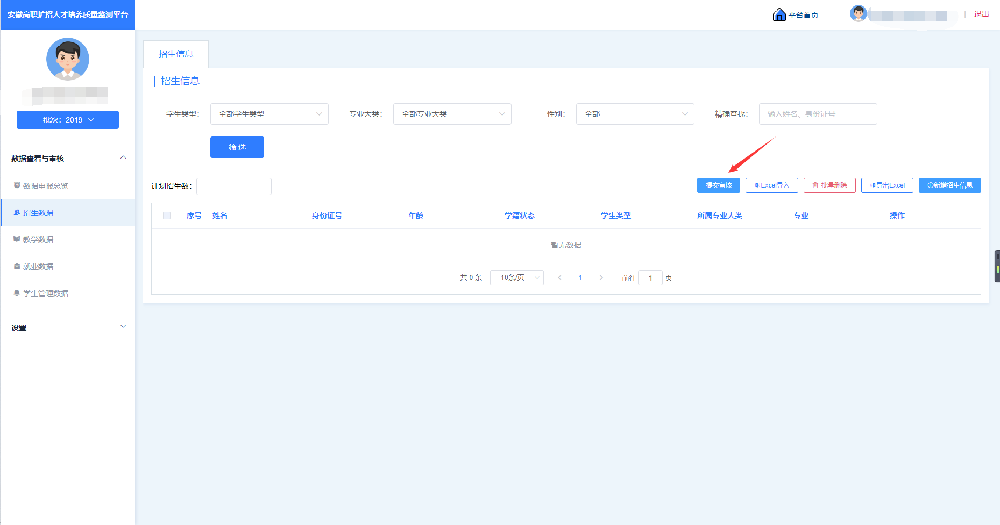 安徽高职扩招人才培养质量监测平台
平台首页
|
退出
批次：2019
数据查看与审核
数据申报总览
招生数据
教学数据
就业数据
学生管理数据
设置
招生信息
招生信息
学生类型： 全部学生类型 专业大类： 全部专业大类 性别： 全部 精确查找： 输入姓名、身份证号
筛 选
计划招生数： 提交审核 Excel导入 批量删除 导出Excel 新增招生信息
序号 姓名 身份证号 年龄 学籍状态 学生类型 所属专业大类 专业 操作
暂无数据
共 0 条 10条/页 1 前往 1 页